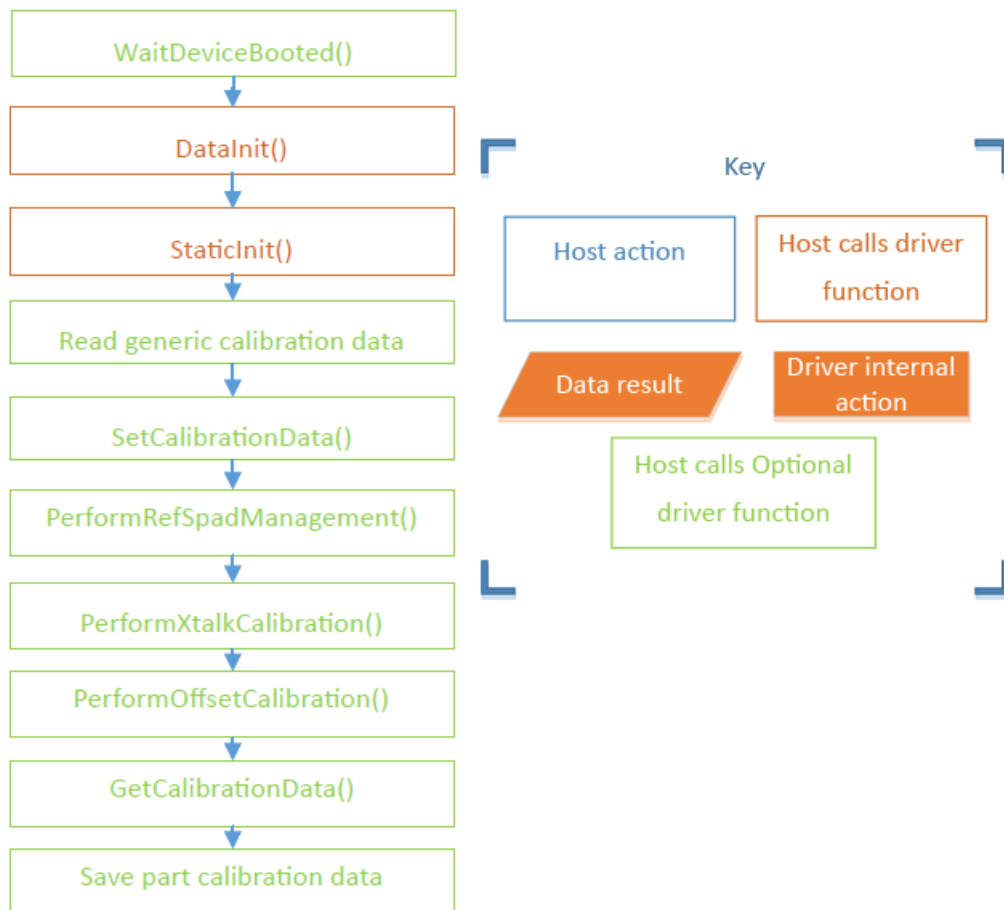 WaitDeviceBooted()
DataInit()
StaticInit()
Read generic calibration data
SetCalibrationData()
PerformRefSpadManagement()
PerformXtalkCalibration()
PerformOffsetCalibration()
GetCalibrationData()
Save part calibration data
Key
Host action
Host calls driver
function
Data result
Driver internal
action
Host calls Optional
driver function